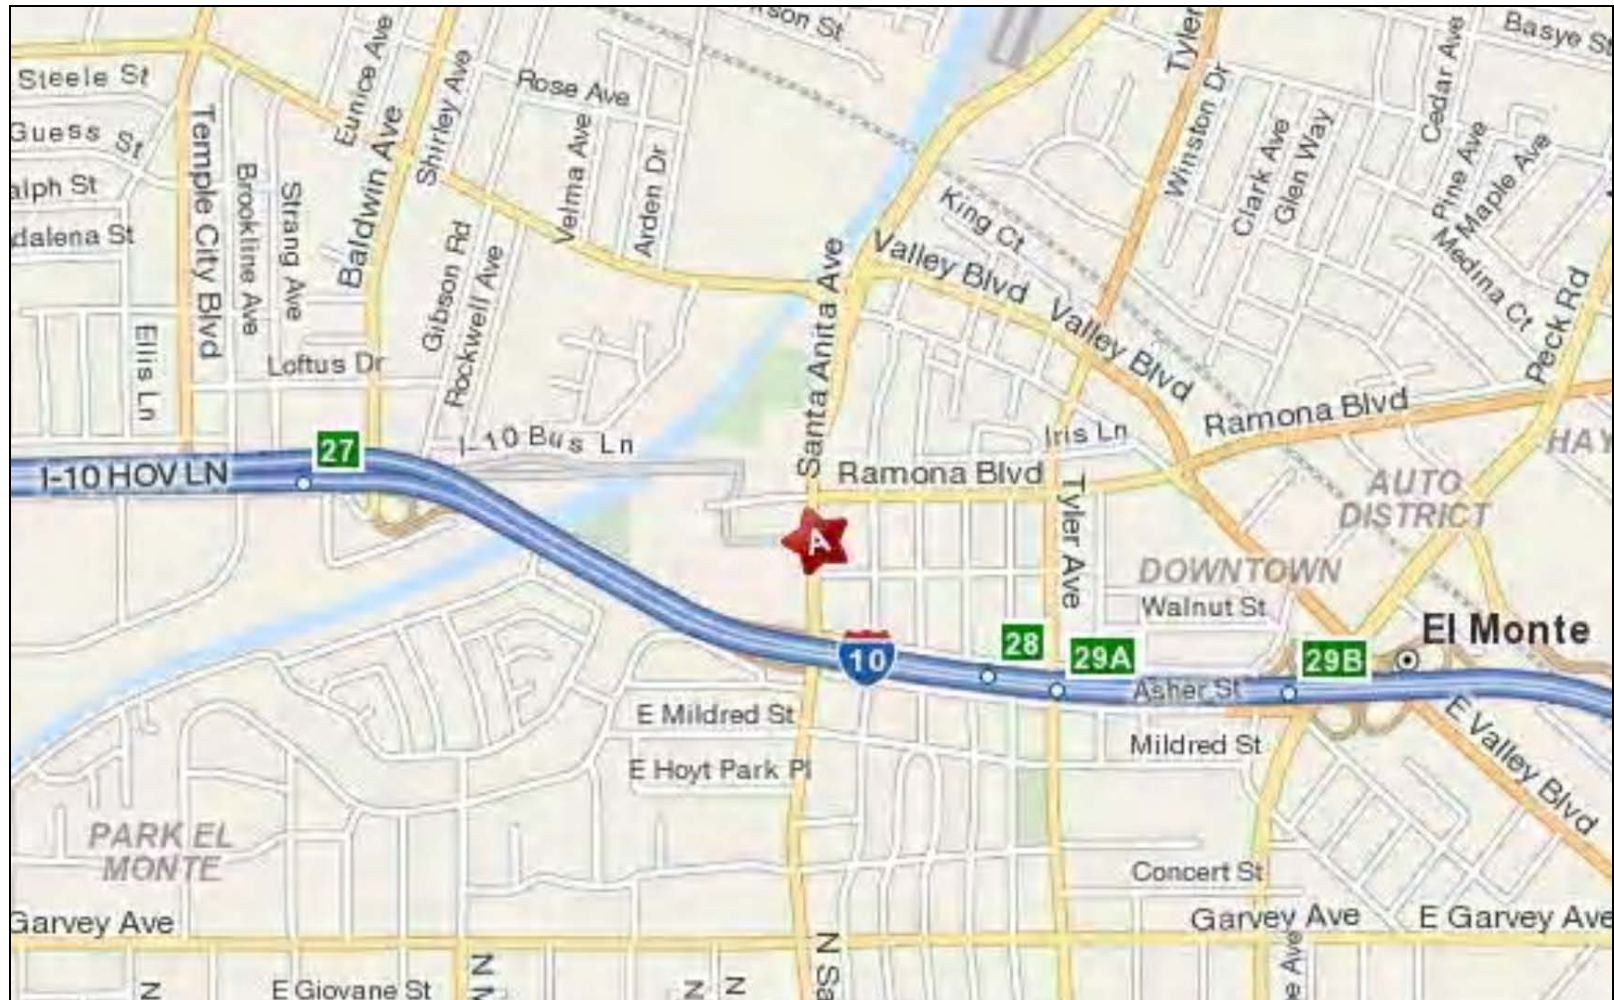 Steele St
Guess St
alph St
dalena St
Temple City Blvd
Brookline Ave
Strang Ave
Eunice Ave
Baldwin Ave
Shirley Ave
Rose Ave
Velma Ave
Arden Dr
Gibson Rd
Rockwell Ave
Ellis Ln
Loftus Dr
kson St
King Ct
Valley Blvd
Valley Blvd
Santa Anita Ave
Tyler
Winston Dr
Clark Ave
Glen Way
Cedar Ave
Basye St
Pine Ave
Maple Ave
Medina Ct
Peck Rd
Ramona Blvd
Iris Ln
Ramona Blvd
HAY
AUTO
DISTRICT
27
I-10 HOV LN
I-10 Bus Ln
A
Tyler Ave
DOWNTOWN
Walnut St
El Monte
10
28
29A
29B
Asher St
E Mildred St
Mildred St
E Hoyt Park Pl
E Valley Blvd
PARK EL
MONTE
Concert St
Garvey Ave
Garvey Ave
E Garvey Ave
N
E Giovane St
N M
N
N
N Sa
e Ave